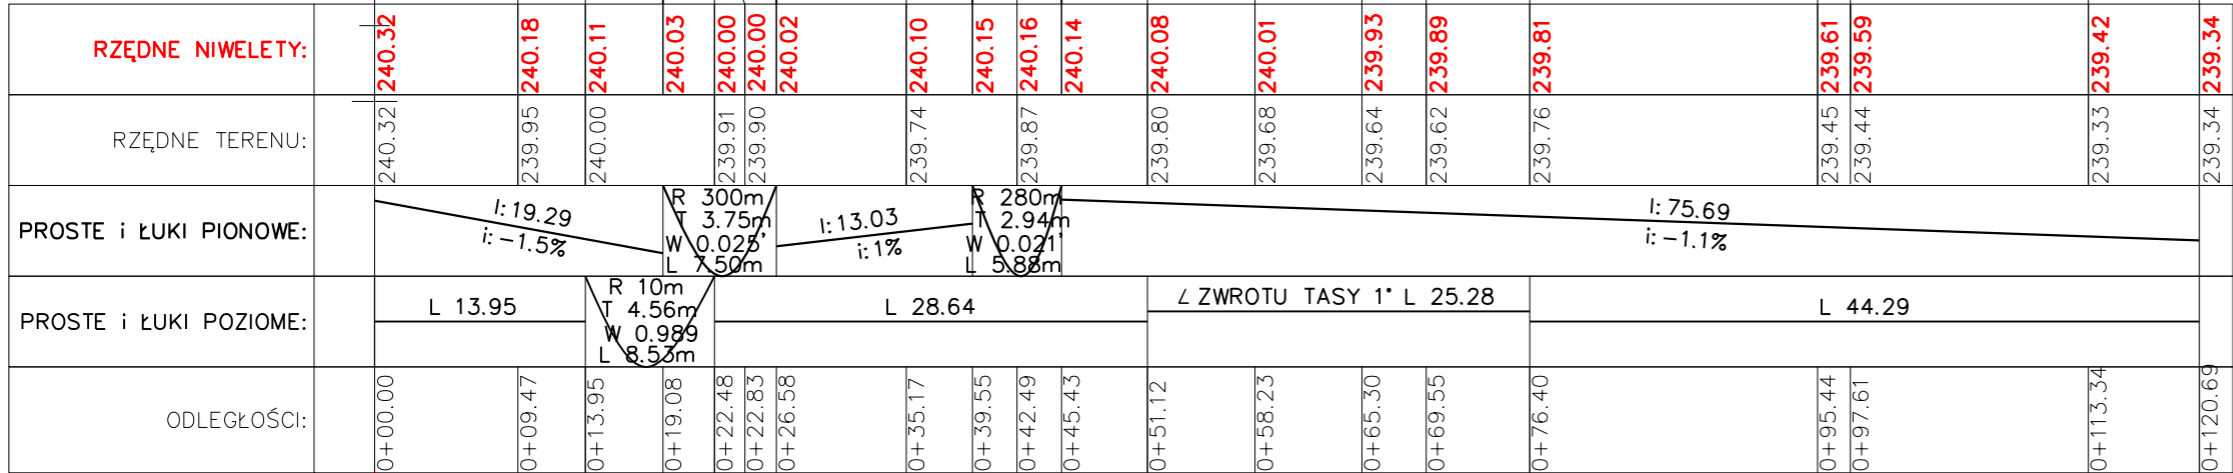 RZĘDNE NIWELETY: 240.32 240.18 240.11 240.03 240.00 240.00 240.02 240.10 240.15 240.16 240.14 240.08 240.01 239.93 239.89 239.81 239.61 239.59 239.42 239.34
RZĘDNE TERENU: 240.32 239.95 240.00 239.91 239.90 239.74 239.87 239.80 239.68 239.64 239.62 239.76 239.45 239.44 239.33 239.34
PROSTE i ŁUKI PIONOWE:
l: 19.29
i: -1.5%
R 300m
T 3.75m
W 0.025'
L 7.50m
l: 13.03
i: 1%
R 280m
T 2.94m
W 0.021'
L 5.88m
l: 75.69
i: -1.1%
PROSTE i ŁUKI POZIOME:
L 13.95
R 10m
T 4.56m
W 0.989
L 8.53m
L 28.64
∠ ZWROTU TASY 1° L 25.28
L 44.29
ODLEGŁOŚCI: 0+00.00 0+09.47 0+13.95 0+19.08 0+22.48 0+22.83 0+26.58 0+35.17 0+39.55 0+42.49 0+45.43 0+51.12 0+58.23 0+65.30 0+69.55 0+76.40 0+95.44 0+97.61 0+113.34 0+120.69